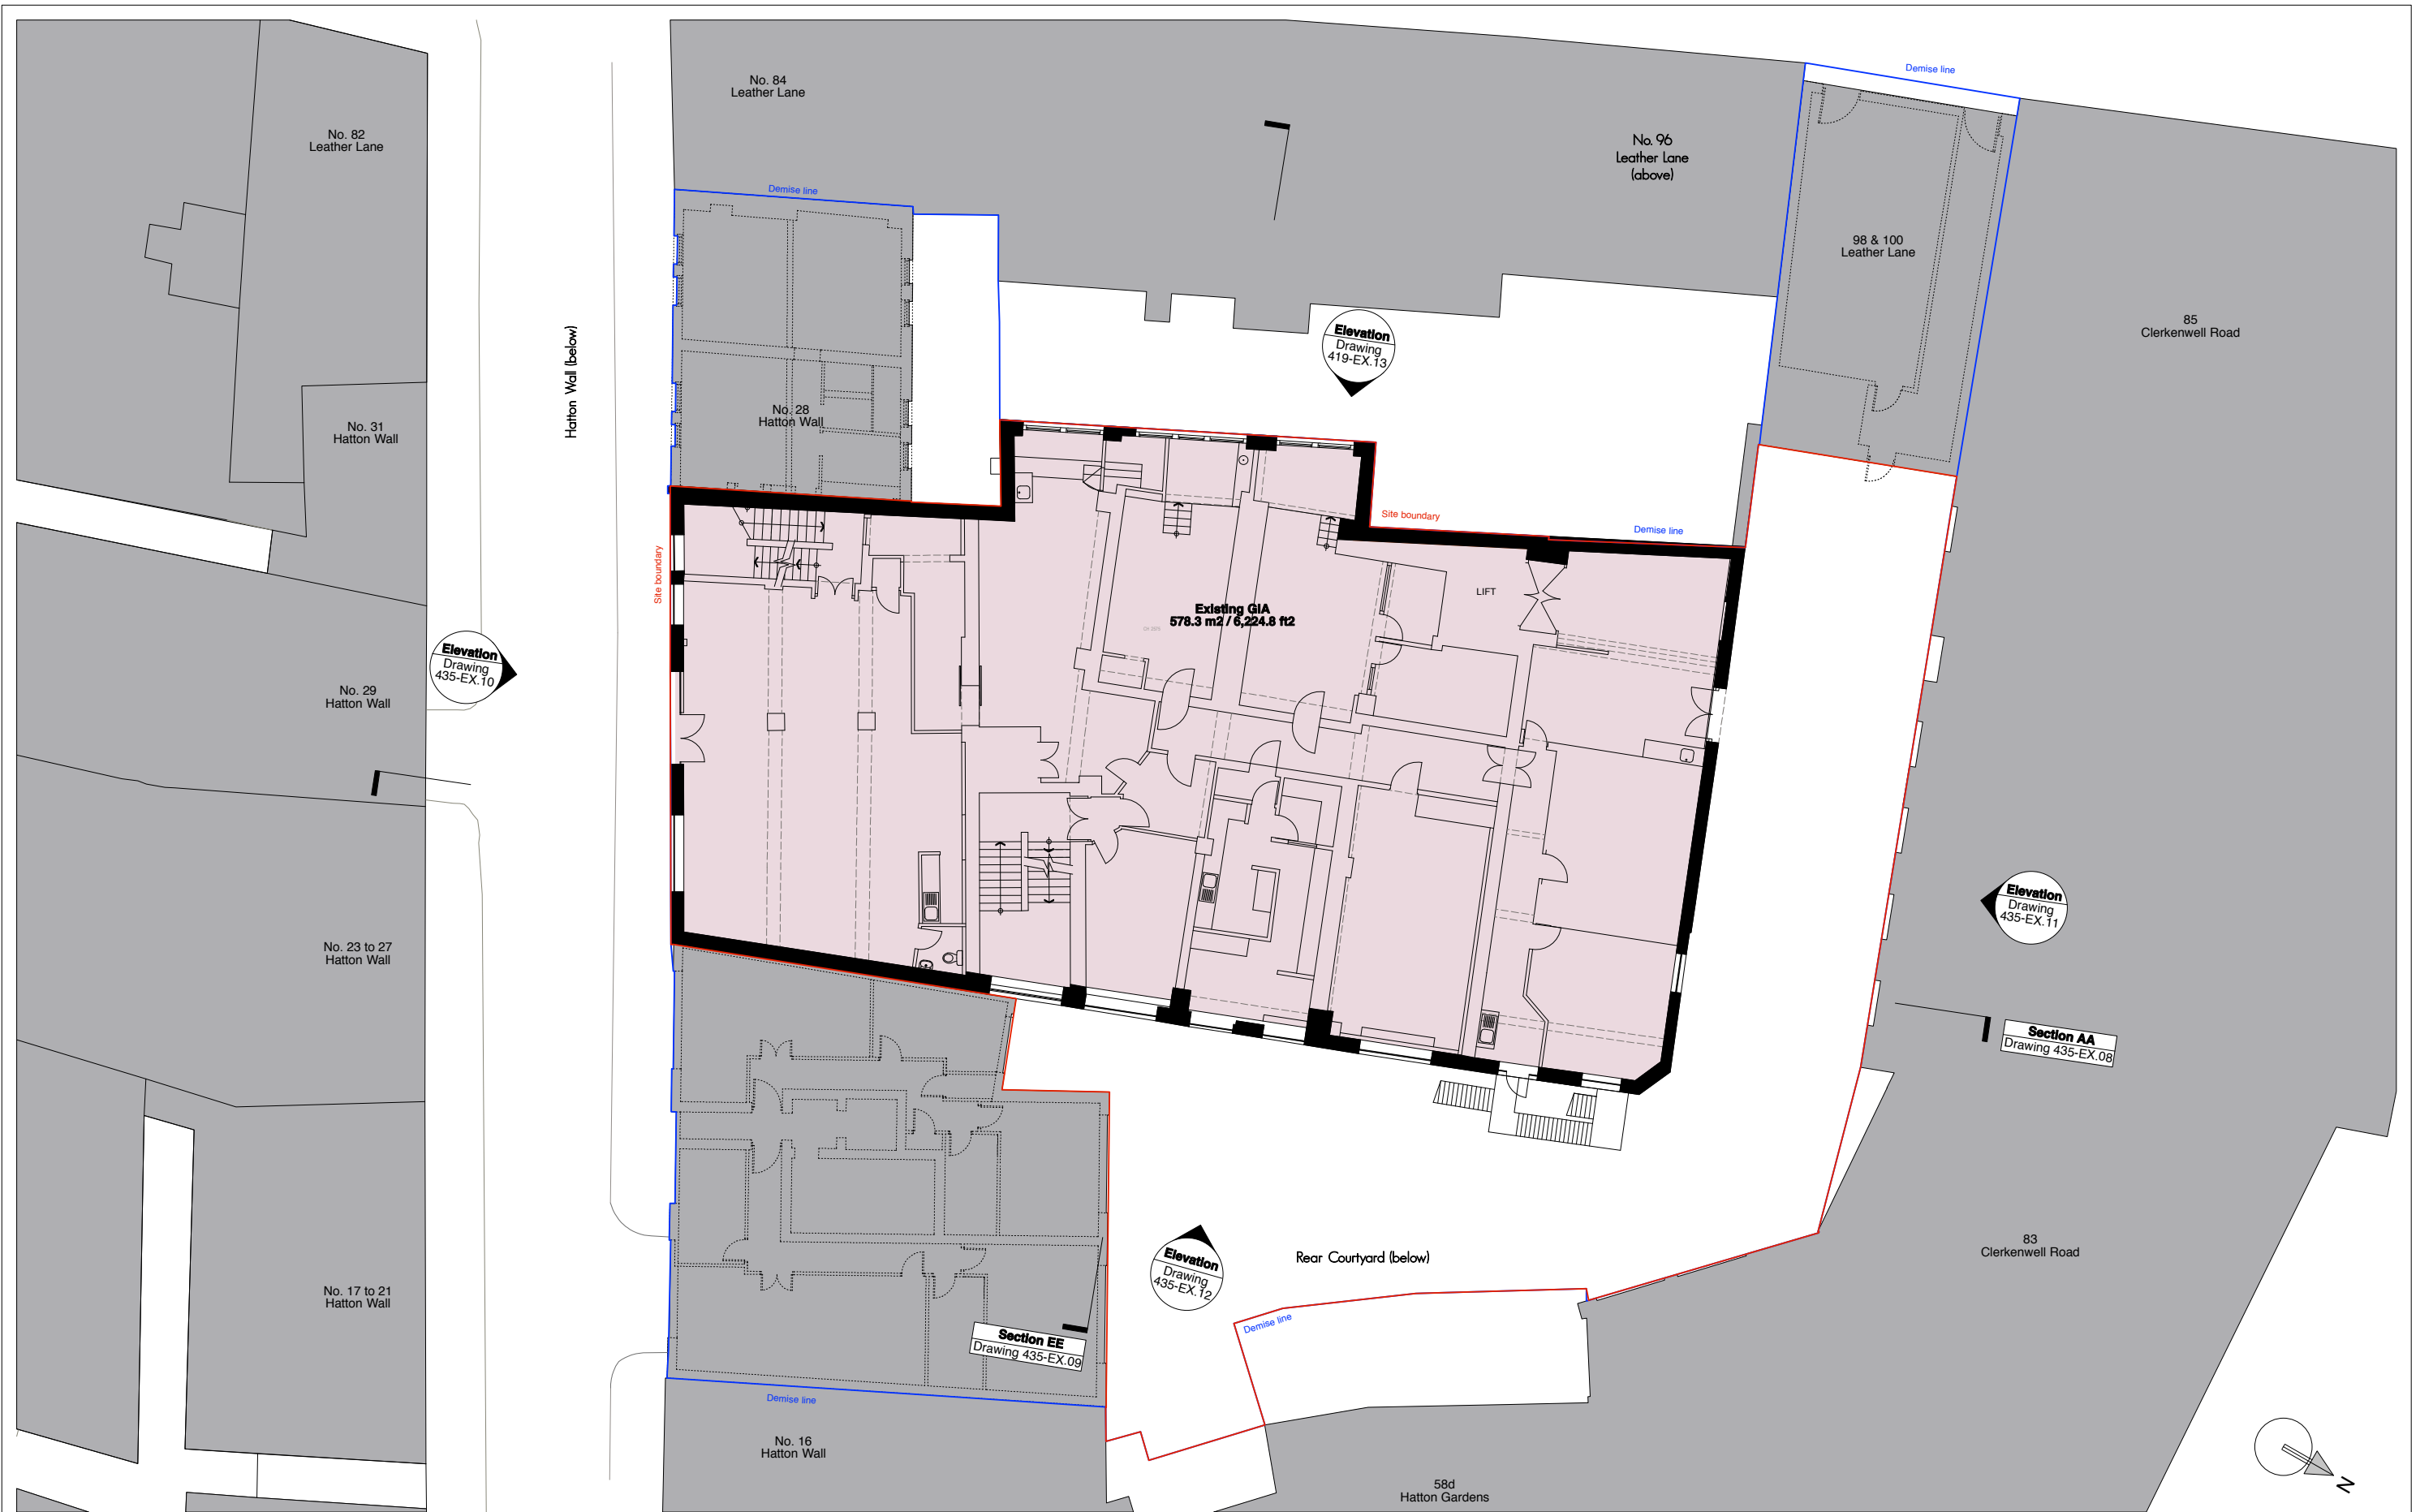 Demise line
No. 84
Leather Lane
No. 82
Leather Lane
No. 96
Leather Lane
(above)
Demise line
98 & 100
Leather Lane
85
Clerkenwell Road
Hatton Wall (below)
Elevation
Drawing
419-EX.13
No. 28
Hatton Wall
No. 31
Hatton Wall
Site boundary
Demise line
Site boundary
LIFT
Existing GIA
578.3 m2 / 6,224.8 ft2
Elevation
Drawing
435-EX.10
No. 29
Hatton Wall
Elevation
Drawing
435-EX.11
No. 23 to 27
Hatton Wall
Section AA
Drawing 435-EX.08
83
Clerkenwell Road
Rear Courtyard (below)
Elevation
Drawing
435-EX.12
No. 17 to 21
Hatton Wall
Demise line
Section EE
Drawing 435-EX.09
Demise line
No. 16
Hatton Wall
58d
Hatton Gardens
N